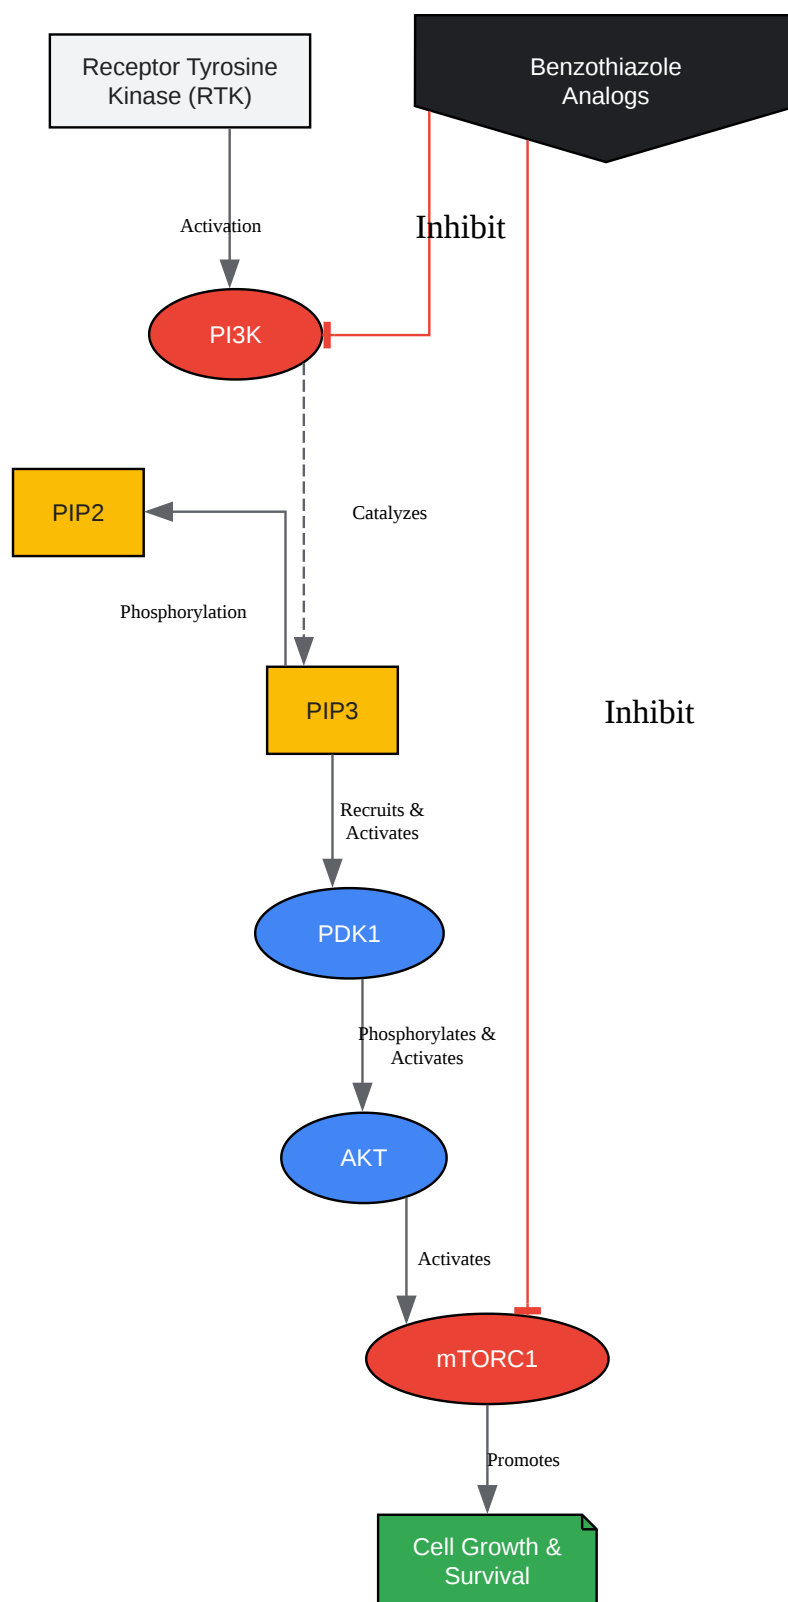 Receptor Tyrosine
Kinase (RTK)
Benzothiazole
Analogs
Activation
Inhibit
PI3K
PIP2
Catalyzes
Phosphorylation
PIP3
Inhibit
Recruits &
Activates
PDK1
Phosphorylates &
Activates
AKT
Activates
mTORC1
Promotes
Cell Growth &
Survival